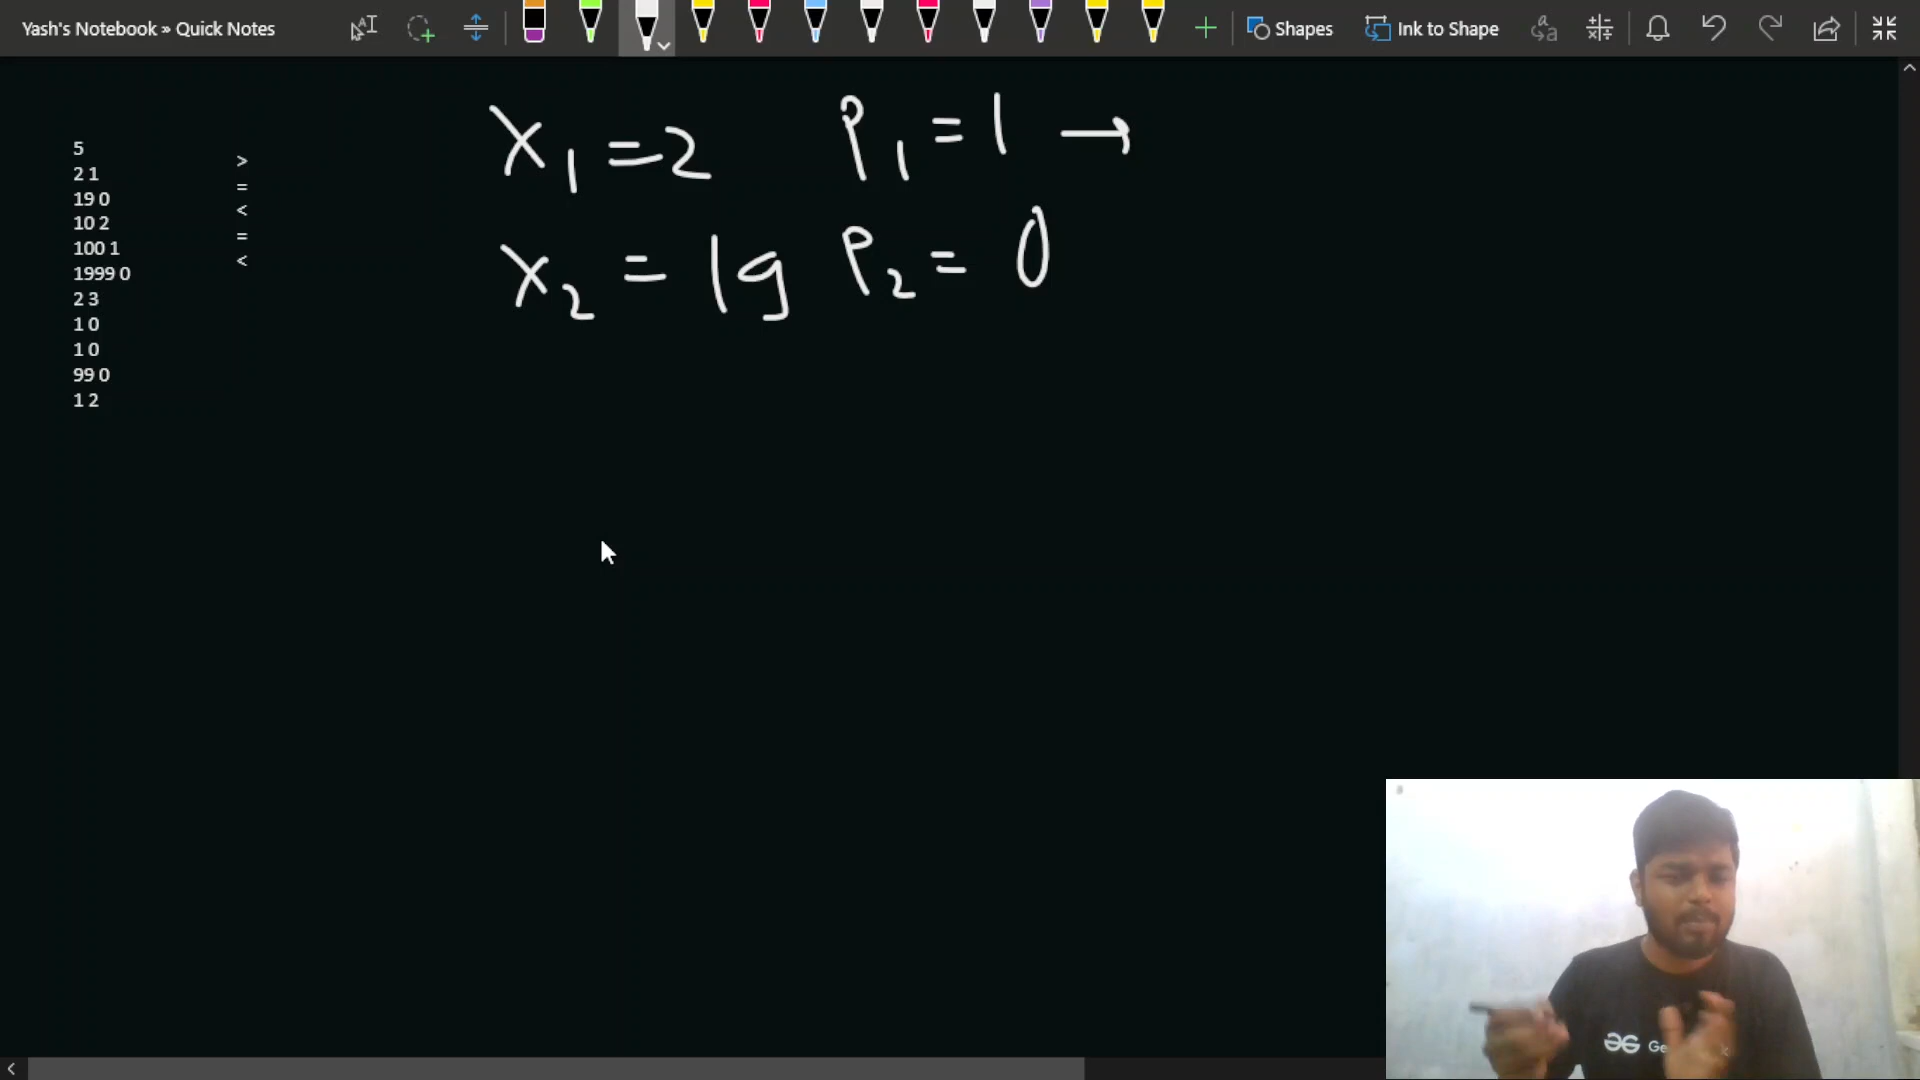 Yash's Notebook » Quick Notes
Shapes
Ink to Shape
5
2 1
19 0
10 2
100 1
1999 0
2 3
1 0
1 0
99 0
1 2
>
=
<
=
<
X₁ = 2 P₁ = 1 →
X₂ = 19 P₂ = 0
Ge